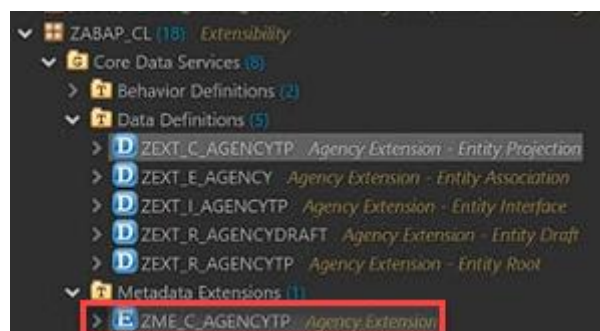 ZABAP_CL (18) Extensibility
Core Data Services (8)
Behavior Definitions (2)
Data Definitions (5)
ZEXT_C_AGENCYTP Agency Extension - Entity Projection
ZEXT_E_AGENCY Agency Extension - Entity Association
ZEXT_I_AGENCYTP Agency Extension - Entity Interface
ZEXT_R_AGENCYDRAFT Agency Extension - Entity Draft
ZEXT_R_AGENCYTP Agency Extension - Entity Root
Metadata Extensions (1)
ZME_C_AGENCYTP Agency Extension